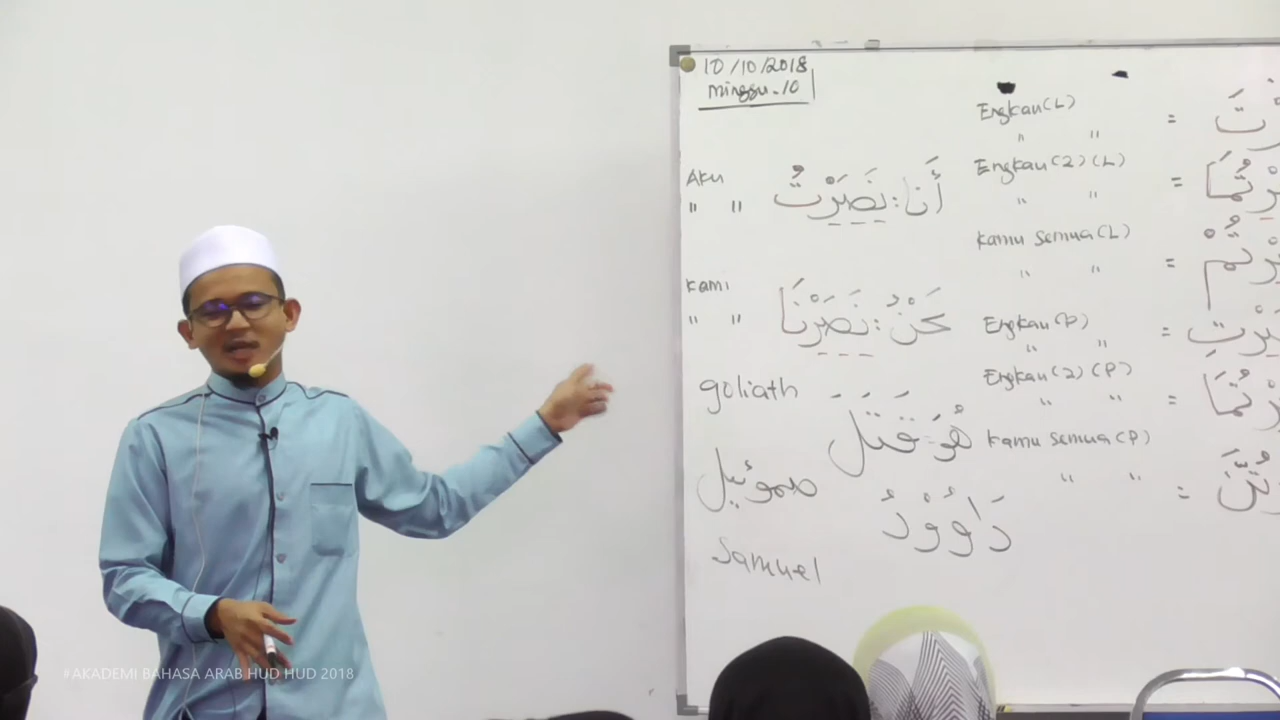 10/10/2018
minggu-10
Aku
" "
أَنَا : نَصَرْتُ
Kami
" "
نَحْنُ : نَصَرْنَا
goliath
هُوَ : قَتَلَ
صموئيل
دَاوُوْدُ
Samuel
Engkau(L) =
" "
Engkau(2)(L) =
" "
Kamu semua(L) =
" "
Engkau(P) =
" "
Engkau(2)(P) =
" "
Kamu semua(P) =
" "
#AKADEMI BAHASA ARAB HUD HUD 2018